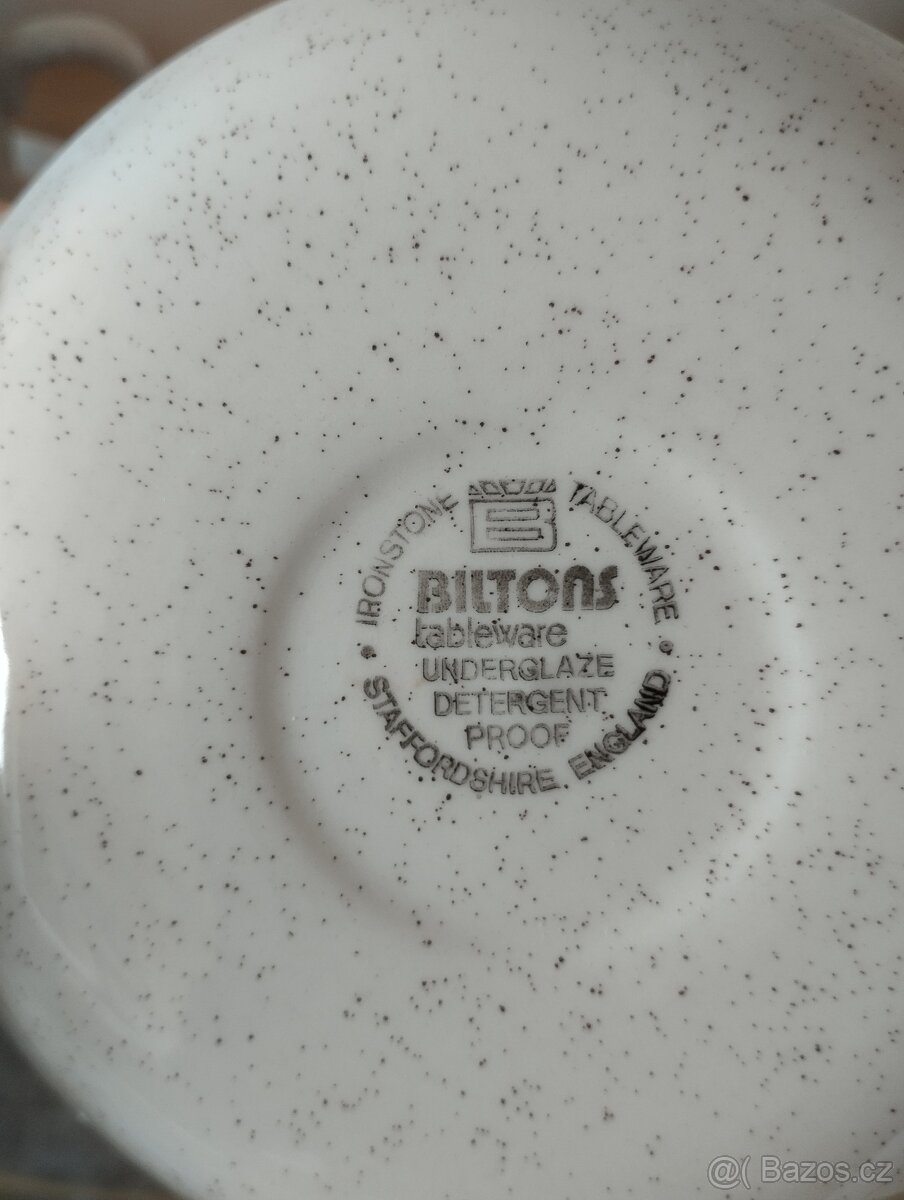 IRONSTONE TABLEWARE
B
BILTONS
tableware
UNDERGLAZE
DETERGENT
PROOF
STAFFORDSHIRE ENGLAND
@( Bazos.cz